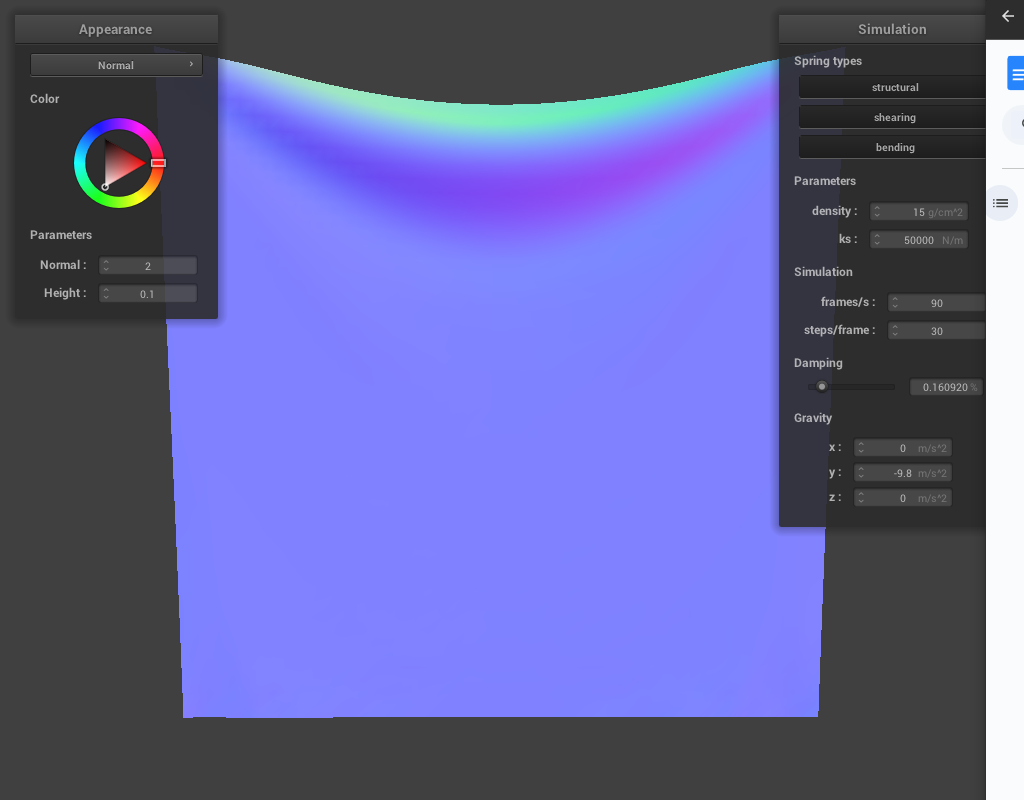 Appearance
Normal
Color
Parameters
Normal :
2
Height :
0.1
Simulation
Spring types
structural
shearing
bending
Parameters
density :
15 g/cm^2
ks :
50000 N/m
Simulation
frames/s :
90
steps/frame :
30
Damping
0.160920 %
Gravity
x :
0 m/s^2
y :
-9.8 m/s^2
z :
0 m/s^2